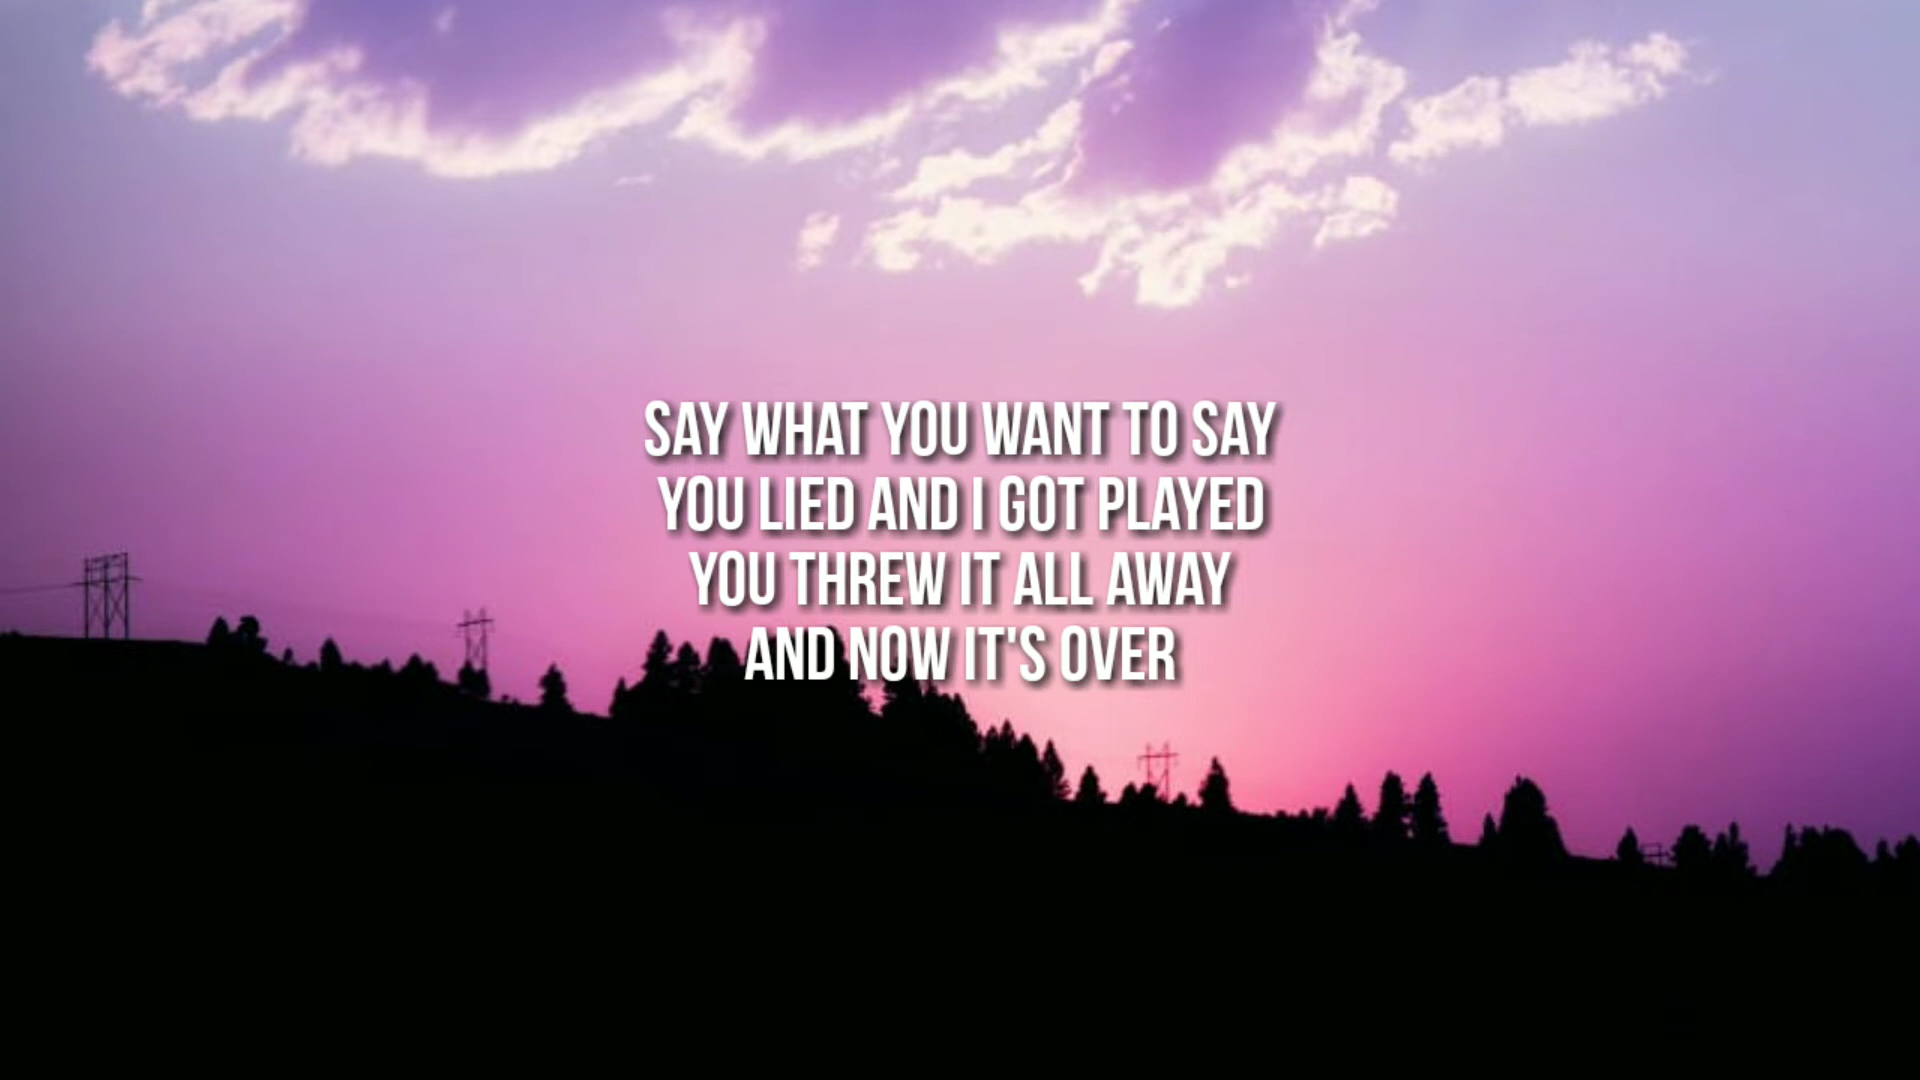 SAY WHAT YOU WANT TO SAY
YOU LIED AND I GOT PLAYED
YOU THREW IT ALL AWAY
AND NOW IT'S OVER